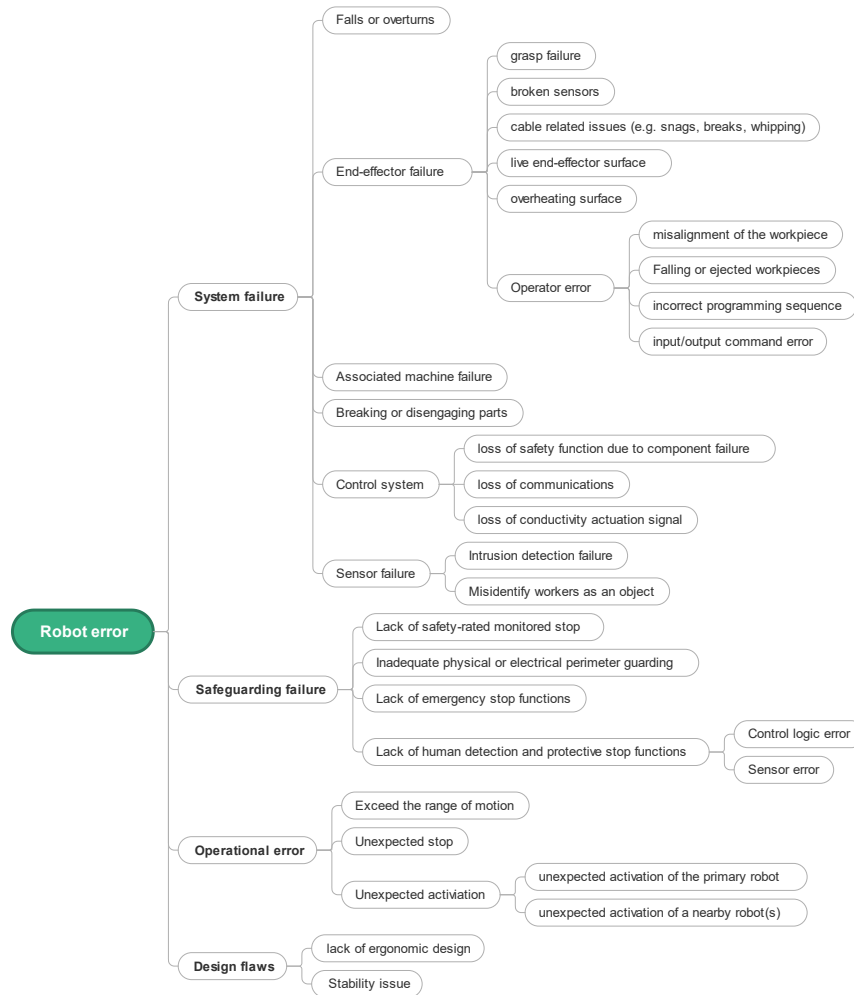 Falls or overturns
grasp failure
broken sensors
cable related issues (e.g. snags, breaks, whipping)
End-effector failure
live end-effector surface
overheating surface
misalignment of the workpiece
Falling or ejected workpieces
Operator error
System failure
incorrect programming sequence
input/output command error
Associated machine failure
Breaking or disengaging parts
loss of safety function due to component failure
Control system
loss of communications
loss of conductivity actuation signal
Intrusion detection failure
Sensor failure
Misidentify workers as an object
Robot error
Lack of safety-rated monitored stop
Inadequate physical or electrical perimeter guarding
Safeguarding failure
Lack of emergency stop functions
Control logic error
Lack of human detection and protective stop functions
Sensor error
Exceed the range of motion
Operational error
Unexpected stop
unexpected activation of the primary robot
Unexpected activiation
unexpected activation of a nearby robot(s)
lack of ergonomic design
Design flaws
Stability issue